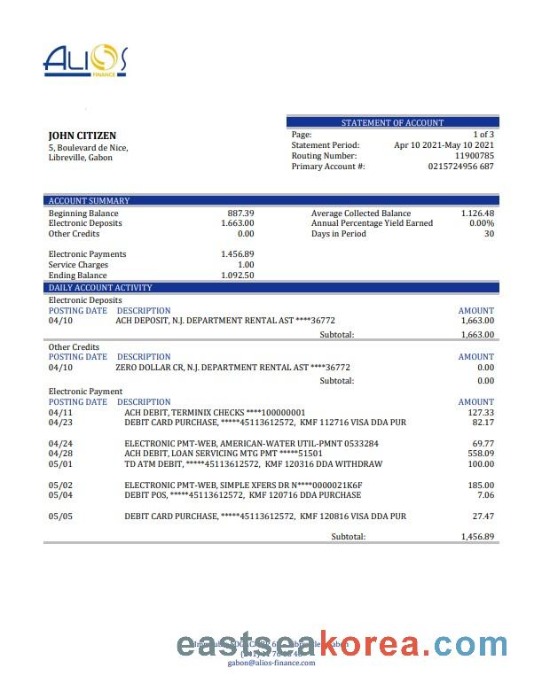 ALIOS
FINANCE
STATEMENT OF ACCOUNT
JOHN CITIZEN
5, Boulevard de Nice,
Libreville, Gabon
Page: 1 of 3
Statement Period: Apr 10 2021-May 10 2021
Routing Number: 11900785
Primary Account #: 0215724956 687
ACCOUNT SUMMARY
Beginning Balance 887.39 Average Collected Balance 1.126.48
Electronic Deposits 1.663.00 Annual Percentage Yield Earned 0.00%
Other Credits 0.00 Days in Period 30
Electronic Payments 1.456.89
Service Charges 1.00
Ending Balance 1.092.50
DAILY ACCOUNT ACTIVITY
Electronic Deposits
POSTING DATE DESCRIPTION AMOUNT
04/10 ACH DEPOSIT, N.J. DEPARTMENT RENTAL AST ****36772 1,663.00
Subtotal: 1,663.00
Other Credits
POSTING DATE DESCRIPTION AMOUNT
04/10 ZERO DOLLAR CR, N.J. DEPARTMENT RENTAL AST ****36772 0.00
Subtotal: 0.00
Electronic Payment
POSTING DATE DESCRIPTION AMOUNT
04/11 ACH DEBIT, TERMINIX CHECKS ****100000001 127.33
04/23 DEBIT CARD PURCHASE, *****45113612572, KMF 112716 VISA DDA PUR 82.17
04/24 ELECTRONIC PMT-WEB, AMERICAN-WATER UTIL-PMNT 0533284 69.77
04/28 ACH DEBIT, LOAN SERVICING MTG PMT *****51501 558.09
05/01 TD ATM DEBIT, *****45113612572, KMF 120316 DDA WITHDRAW 100.00
05/02 ELECTRONIC PMT-WEB, SIMPLE XFERS DR N****0000021K6F 185.00
05/04 DEBIT POS, *****45113612572, KMF 120716 DDA PURCHASE 7.06
05/05 DEBIT CARD PURCHASE, *****45113612572, KMF 120816 VISA DDA PUR 27.47
Subtotal: 1,456.89
eastseakorea.com
gabon@alios-finance.com